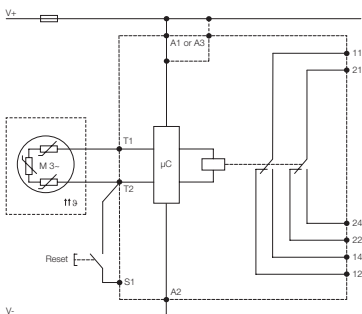 V+
A1 or A3
11
21
T1
M 3~
µC
T2
↑↑ϑ
24
22
Reset
14
S1
12
A2
V-